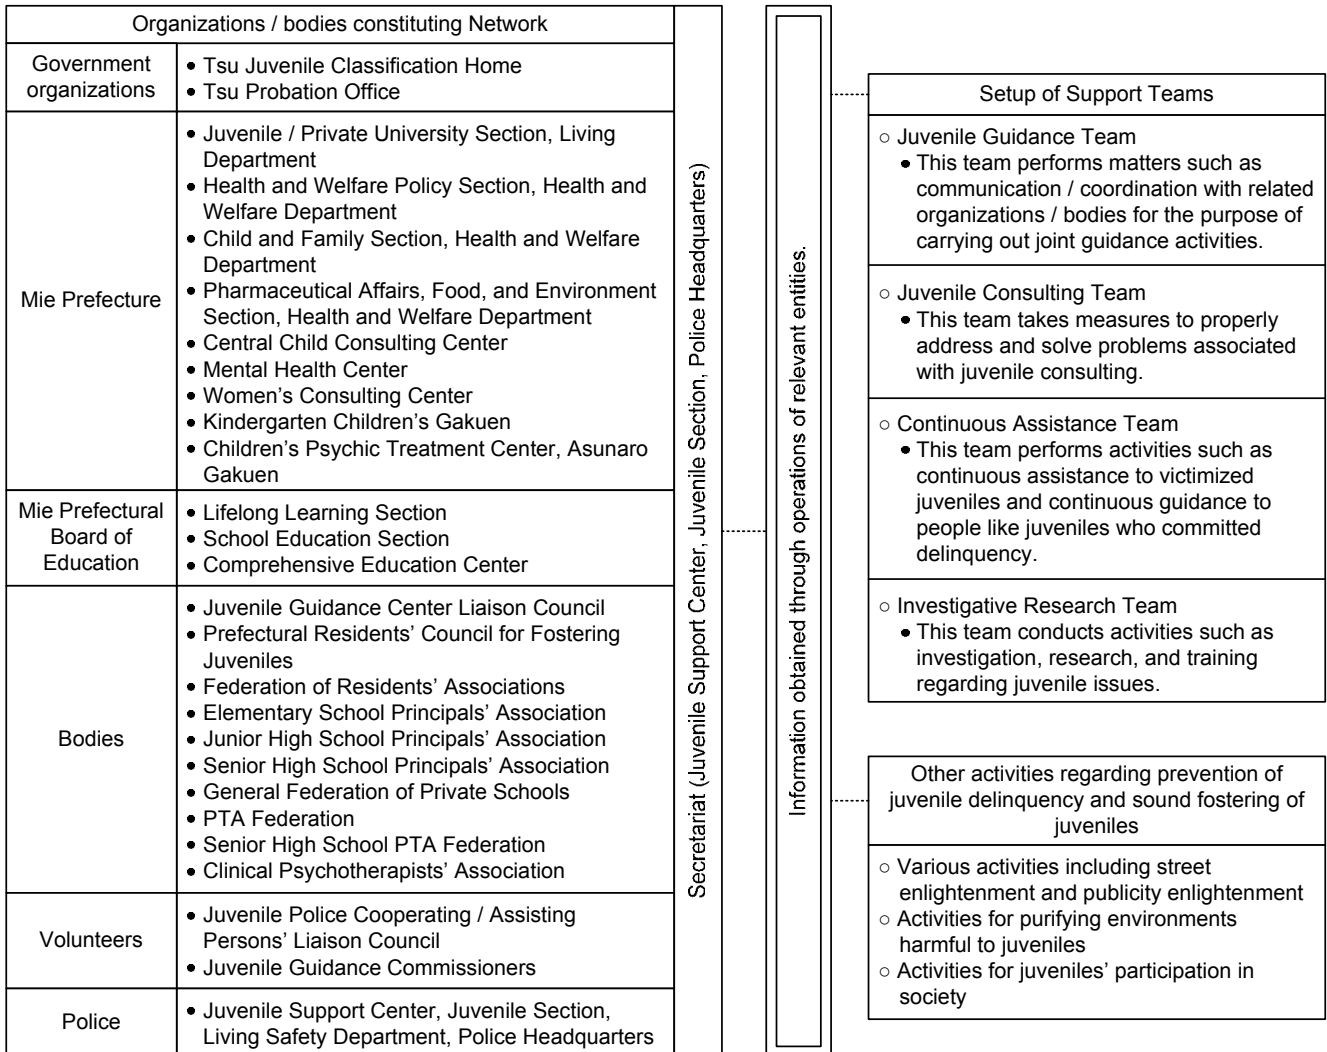 Organizations / bodies constituting Network
Government
organizations
• Tsu Juvenile Classification Home
• Tsu Probation Office
Mie Prefecture
• Juvenile / Private University Section, Living
Department
• Health and Welfare Policy Section, Health and
Welfare Department
• Child and Family Section, Health and Welfare
Department
• Pharmaceutical Affairs, Food, and Environment
Section, Health and Welfare Department
• Central Child Consulting Center
• Mental Health Center
• Women's Consulting Center
• Kindergarten Children's Gakuen
• Children's Psychic Treatment Center, Asunaro
Gakuen
Mie Prefectural
Board of
Education
• Lifelong Learning Section
• School Education Section
• Comprehensive Education Center
Bodies
• Juvenile Guidance Center Liaison Council
• Prefectural Residents' Council for Fostering
Juveniles
• Federation of Residents' Associations
• Elementary School Principals' Association
• Junior High School Principals' Association
• Senior High School Principals' Association
• General Federation of Private Schools
• PTA Federation
• Senior High School PTA Federation
• Clinical Psychotherapists' Association
Volunteers
• Juvenile Police Cooperating / Assisting
Persons' Liaison Council
• Juvenile Guidance Commissioners
Police
• Juvenile Support Center, Juvenile Section,
Living Safety Department, Police Headquarters
Secretariat (Juvenile Support Center, Juvenile Section, Police Headquarters)
Information obtained through operations of relevant entities.
Setup of Support Teams
○ Juvenile Guidance Team
• This team performs matters such as
communication / coordination with related
organizations / bodies for the purpose of
carrying out joint guidance activities.
○ Juvenile Consulting Team
• This team takes measures to properly
address and solve problems associated
with juvenile consulting.
○ Continuous Assistance Team
• This team performs activities such as
continuous assistance to victimized
juveniles and continuous guidance to
people like juveniles who committed
delinquency.
○ Investigative Research Team
• This team conducts activities such as
investigation, research, and training
regarding juvenile issues.
Other activities regarding prevention of
juvenile delinquency and sound fostering of
juveniles
○ Various activities including street
enlightenment and publicity enlightenment
○ Activities for purifying environments
harmful to juveniles
○ Activities for juveniles' participation in
society